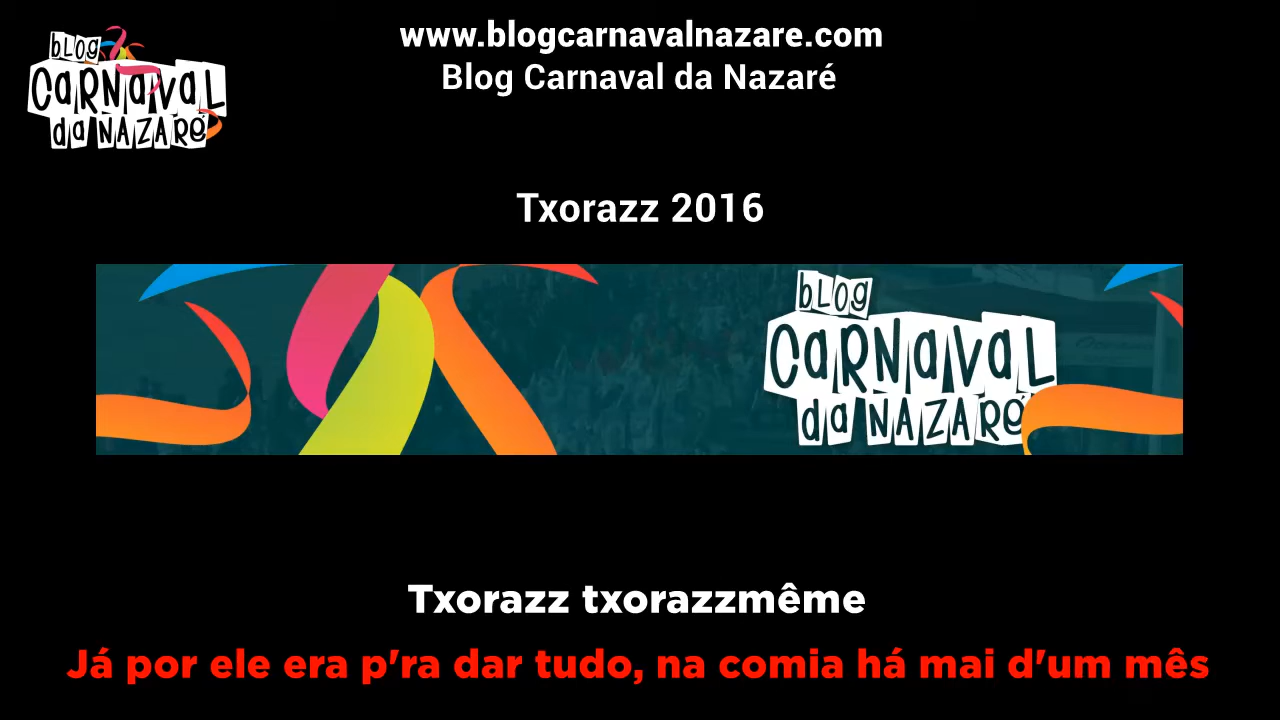 BLOG
CARNAVAL
da NAZARÉ
www.blogcarnavalnazare.com
Blog Carnaval da Nazaré
Txorazz 2016
BLOG
CARNAVAL
da NAZARÉ
Txorazz txorazzmême
Já por ele era p'ra dar tudo, na comia há mai d'um mês